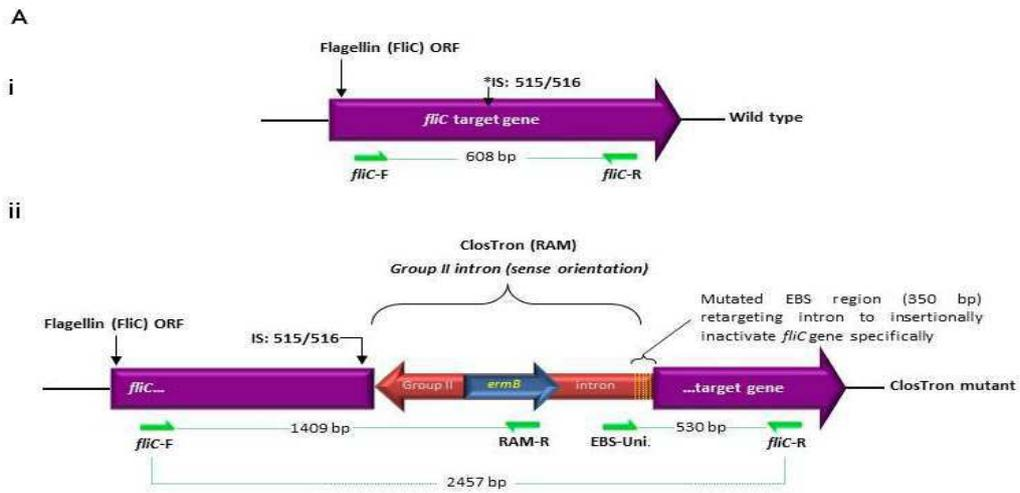 A
i
Flagellin (FliC) ORF
*IS: 515/516
fliC target gene
Wild type
608 bp
fliC-F
fliC-R
ii
ClosTron (RAM)
Group II intron (sense orientation)
Mutated EBS region (350 bp)
retargeting intron to insertionally
inactivate fliC gene specifically
Flagellin (FliC) ORF
IS: 515/516
fliC...
Group II
ermB
intron
...target gene
ClosTron mutant
1409 bp
530 bp
fliC-F
RAM-R
EBS-Uni.
fliC-R
2457 bp